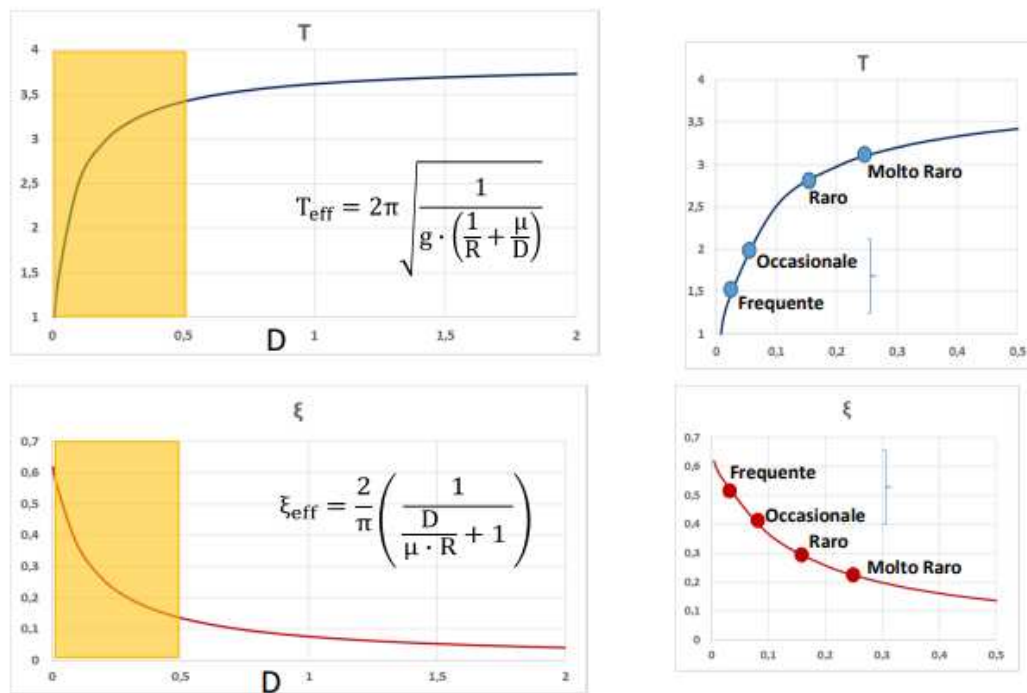 T
4
3,5
3
2,5
2
1,5
1
0 0,5 1 1,5 2
D
T_eff = 2π √(1 / (g · (1/R + μ/D)))
T
4
3,5
3
2,5
2
1,5
1
Molto Raro
Raro
Occasionale
Frequente
0 0,1 0,2 0,3 0,4 0,5
ξ
0,7
0,6
0,5
0,4
0,3
0,2
0,1
0
0 0,5 1 1,5 2
D
ξ_eff = 2/π (1 / (D/(μ · R) + 1))
ξ
0,7
0,6
0,5
0,4
0,3
0,2
0,1
0
Frequente
Occasionale
Raro
Molto Raro
0 0,1 0,2 0,3 0,4 0,5